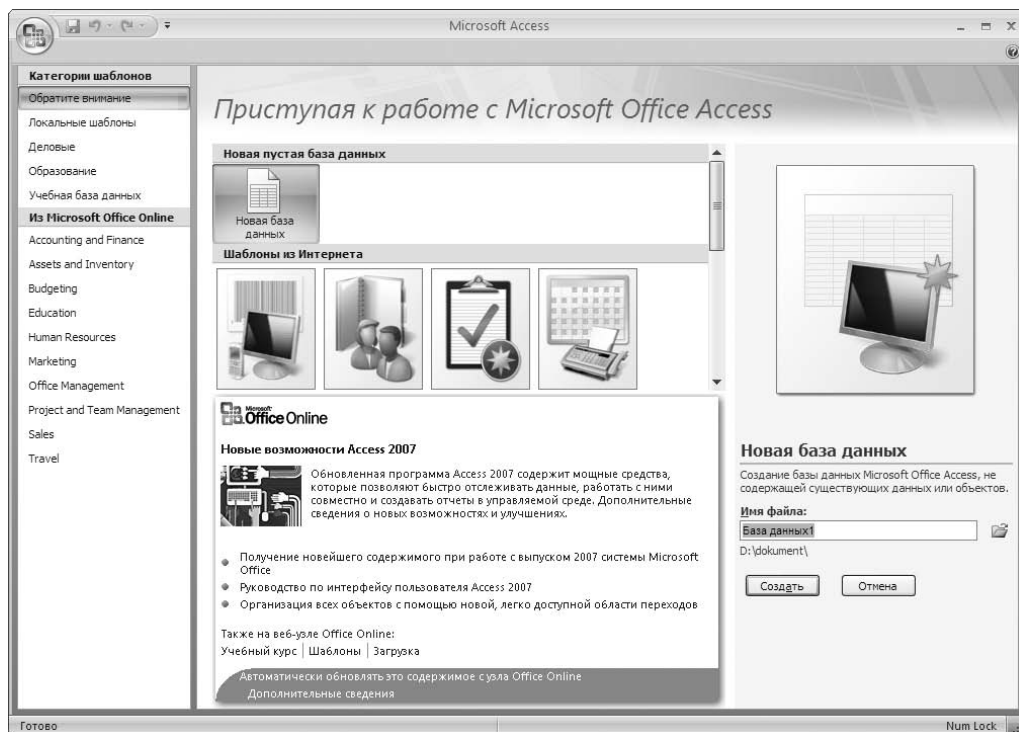 Microsoft Access
Категории шаблонов
Обратите внимание
Локальные шаблоны
Деловые
Образование
Учебная база данных
Из Microsoft Office Online
Accounting and Finance
Assets and Inventory
Budgeting
Education
Human Resources
Marketing
Office Management
Project and Team Management
Sales
Travel
Приступая к работе с Microsoft Office Access
Новая пустая база данных
Новая база
данных
Шаблоны из Интернета
Microsoft
Office Online
Новые возможности Access 2007
Обновленная программа Access 2007 содержит мощные средства,
которые позволяют быстро отслеживать данные, работать с ними
совместно и создавать отчеты в управляемой среде. Дополнительные
сведения о новых возможностях и улучшениях.
Получение новейшего содержимого при работе с выпуском 2007 системы Microsoft
Office
Руководство по интерфейсу пользователя Access 2007
Организация всех объектов с помощью новой, легко доступной области переходов
Также на веб-узле Office Online:
Учебный курс | Шаблоны | Загрузка
Автоматически обновлять это содержимое с узла Office Online
Дополнительные сведения
Новая база данных
Создание базы данных Microsoft Office Access, не
содержащей существующих данных или объектов.
Имя файла:
База данных1
D:\dokument\
Создать
Отмена
Готово
Num Lock